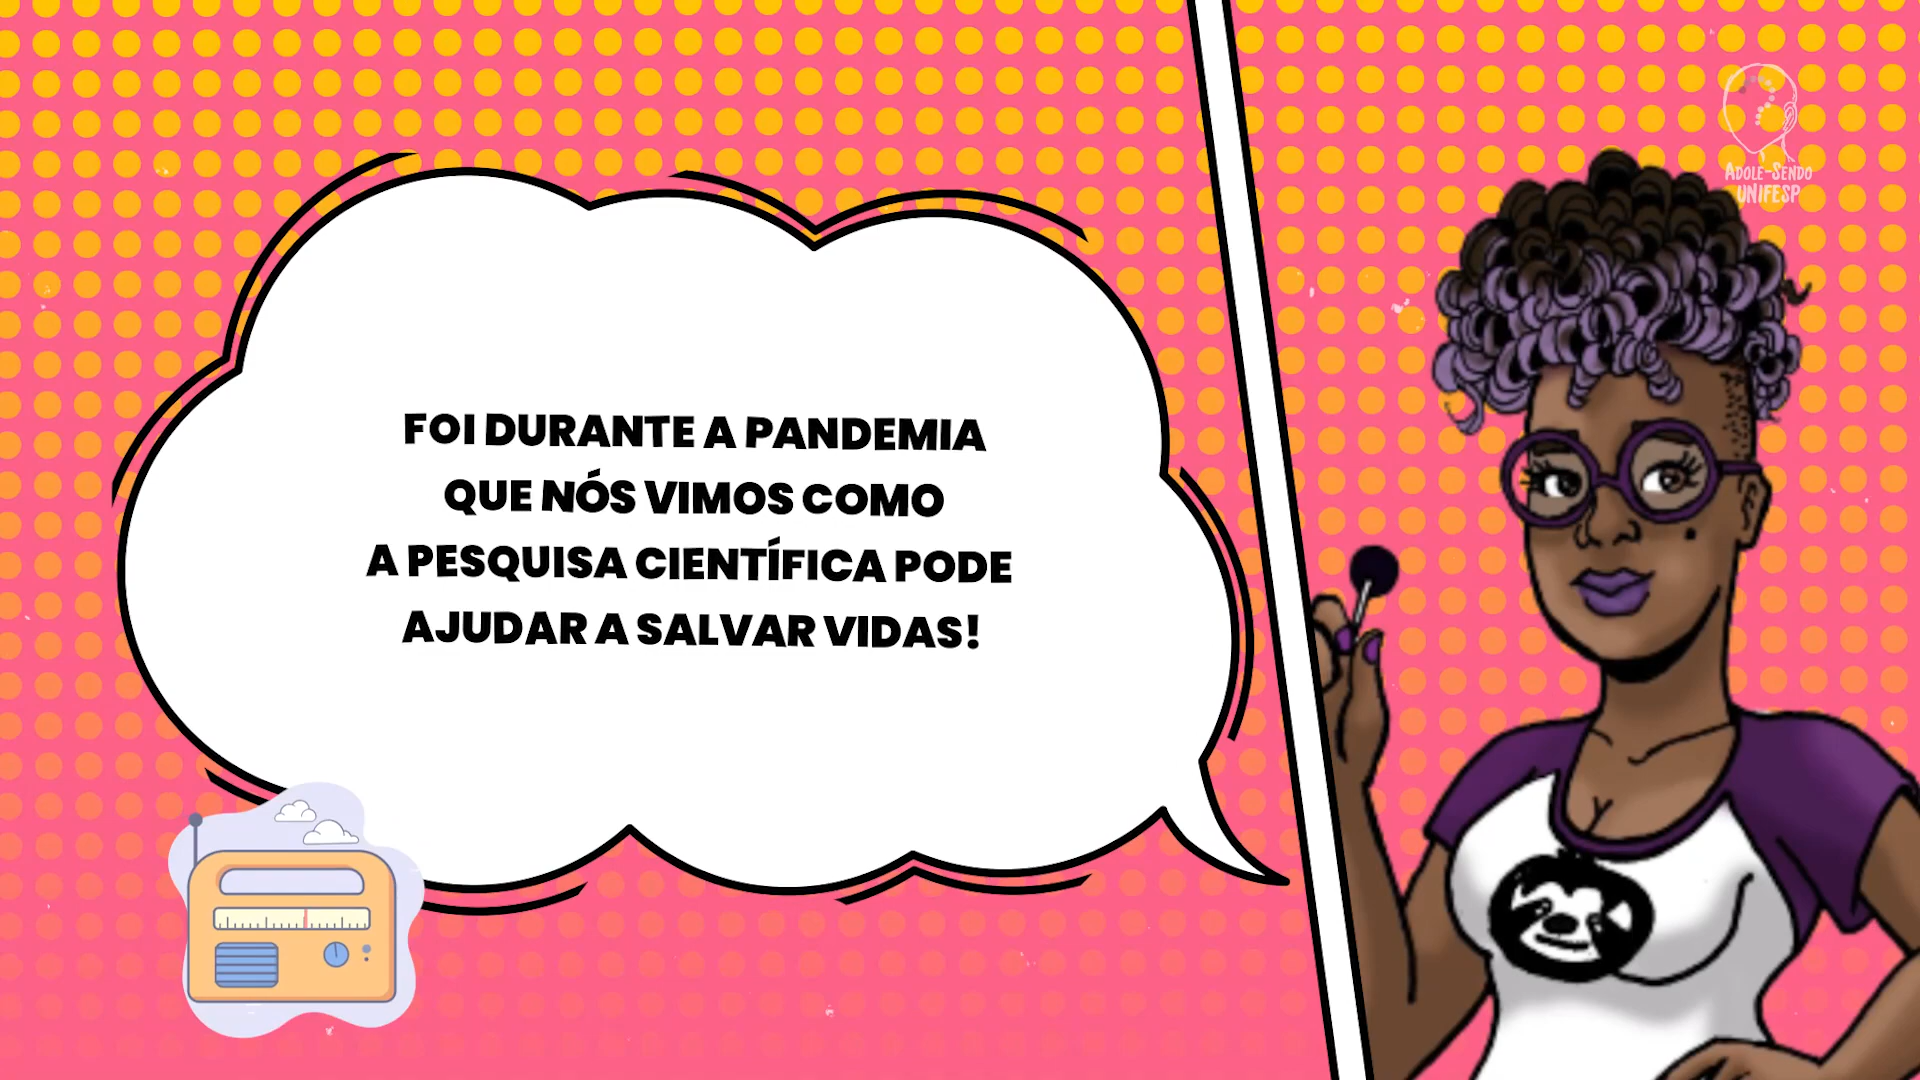 FOI DURANTE A PANDEMIA
QUE NÓS VIMOS COMO
A PESQUISA CIENTÍFICA PODE
AJUDAR A SALVAR VIDAS!
ADOLE-SENDO
UNIFESP